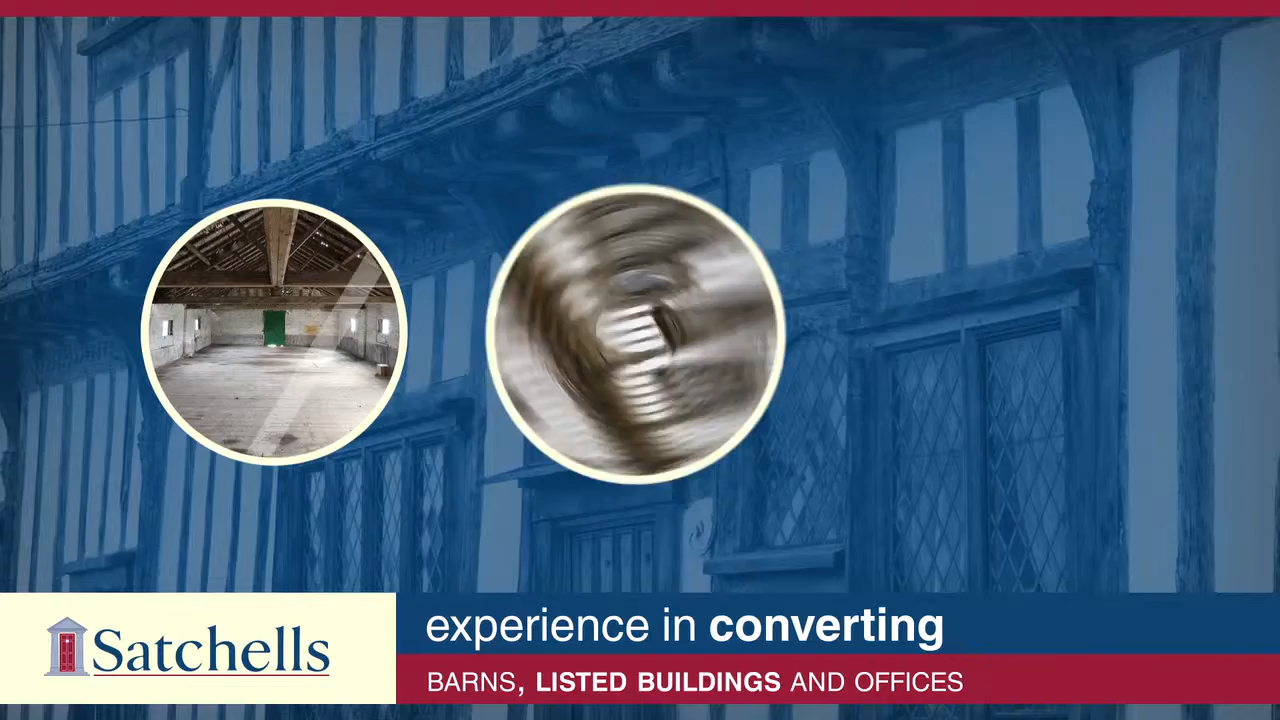 Satchells
experience in converting
BARNS, LISTED BUILDINGS AND OFFICES